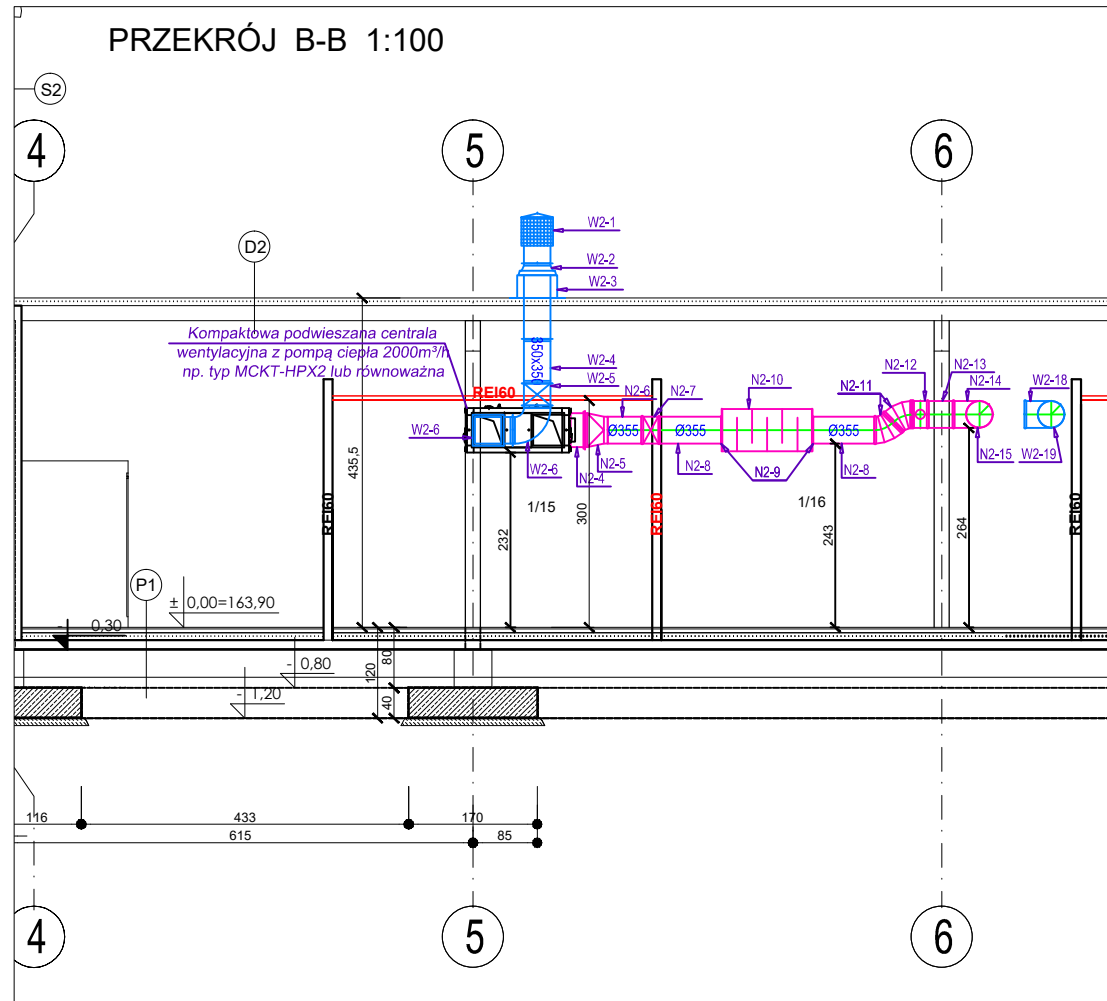 PRZEKRÓJ B-B 1:100
S2
4
5
6
D2
W2-1
W2-2
W2-3
Kompaktowa podwieszana centrala
wentylacyjna z pompą ciepła 2000m³/h
np. typ MCKT-HPX2 lub równoważna
350x350
W2-4
W2-5
REI60
N2-6
N2-7
N2-10
N2-11
N2-12
N2-13
N2-14
W2-18
W2-6
Ø355
Ø355
Ø355
W2-6
N2-4
N2-5
N2-8
N2-9
N2-8
N2-15
W2-19
435,5
REI60
1/15
232
300
REI60
1/16
243
264
REI60
P1
± 0,00=163,90
- 0,30
- 0,80
- 1,20
120
80
40
116
433
170
615
85
4
5
6